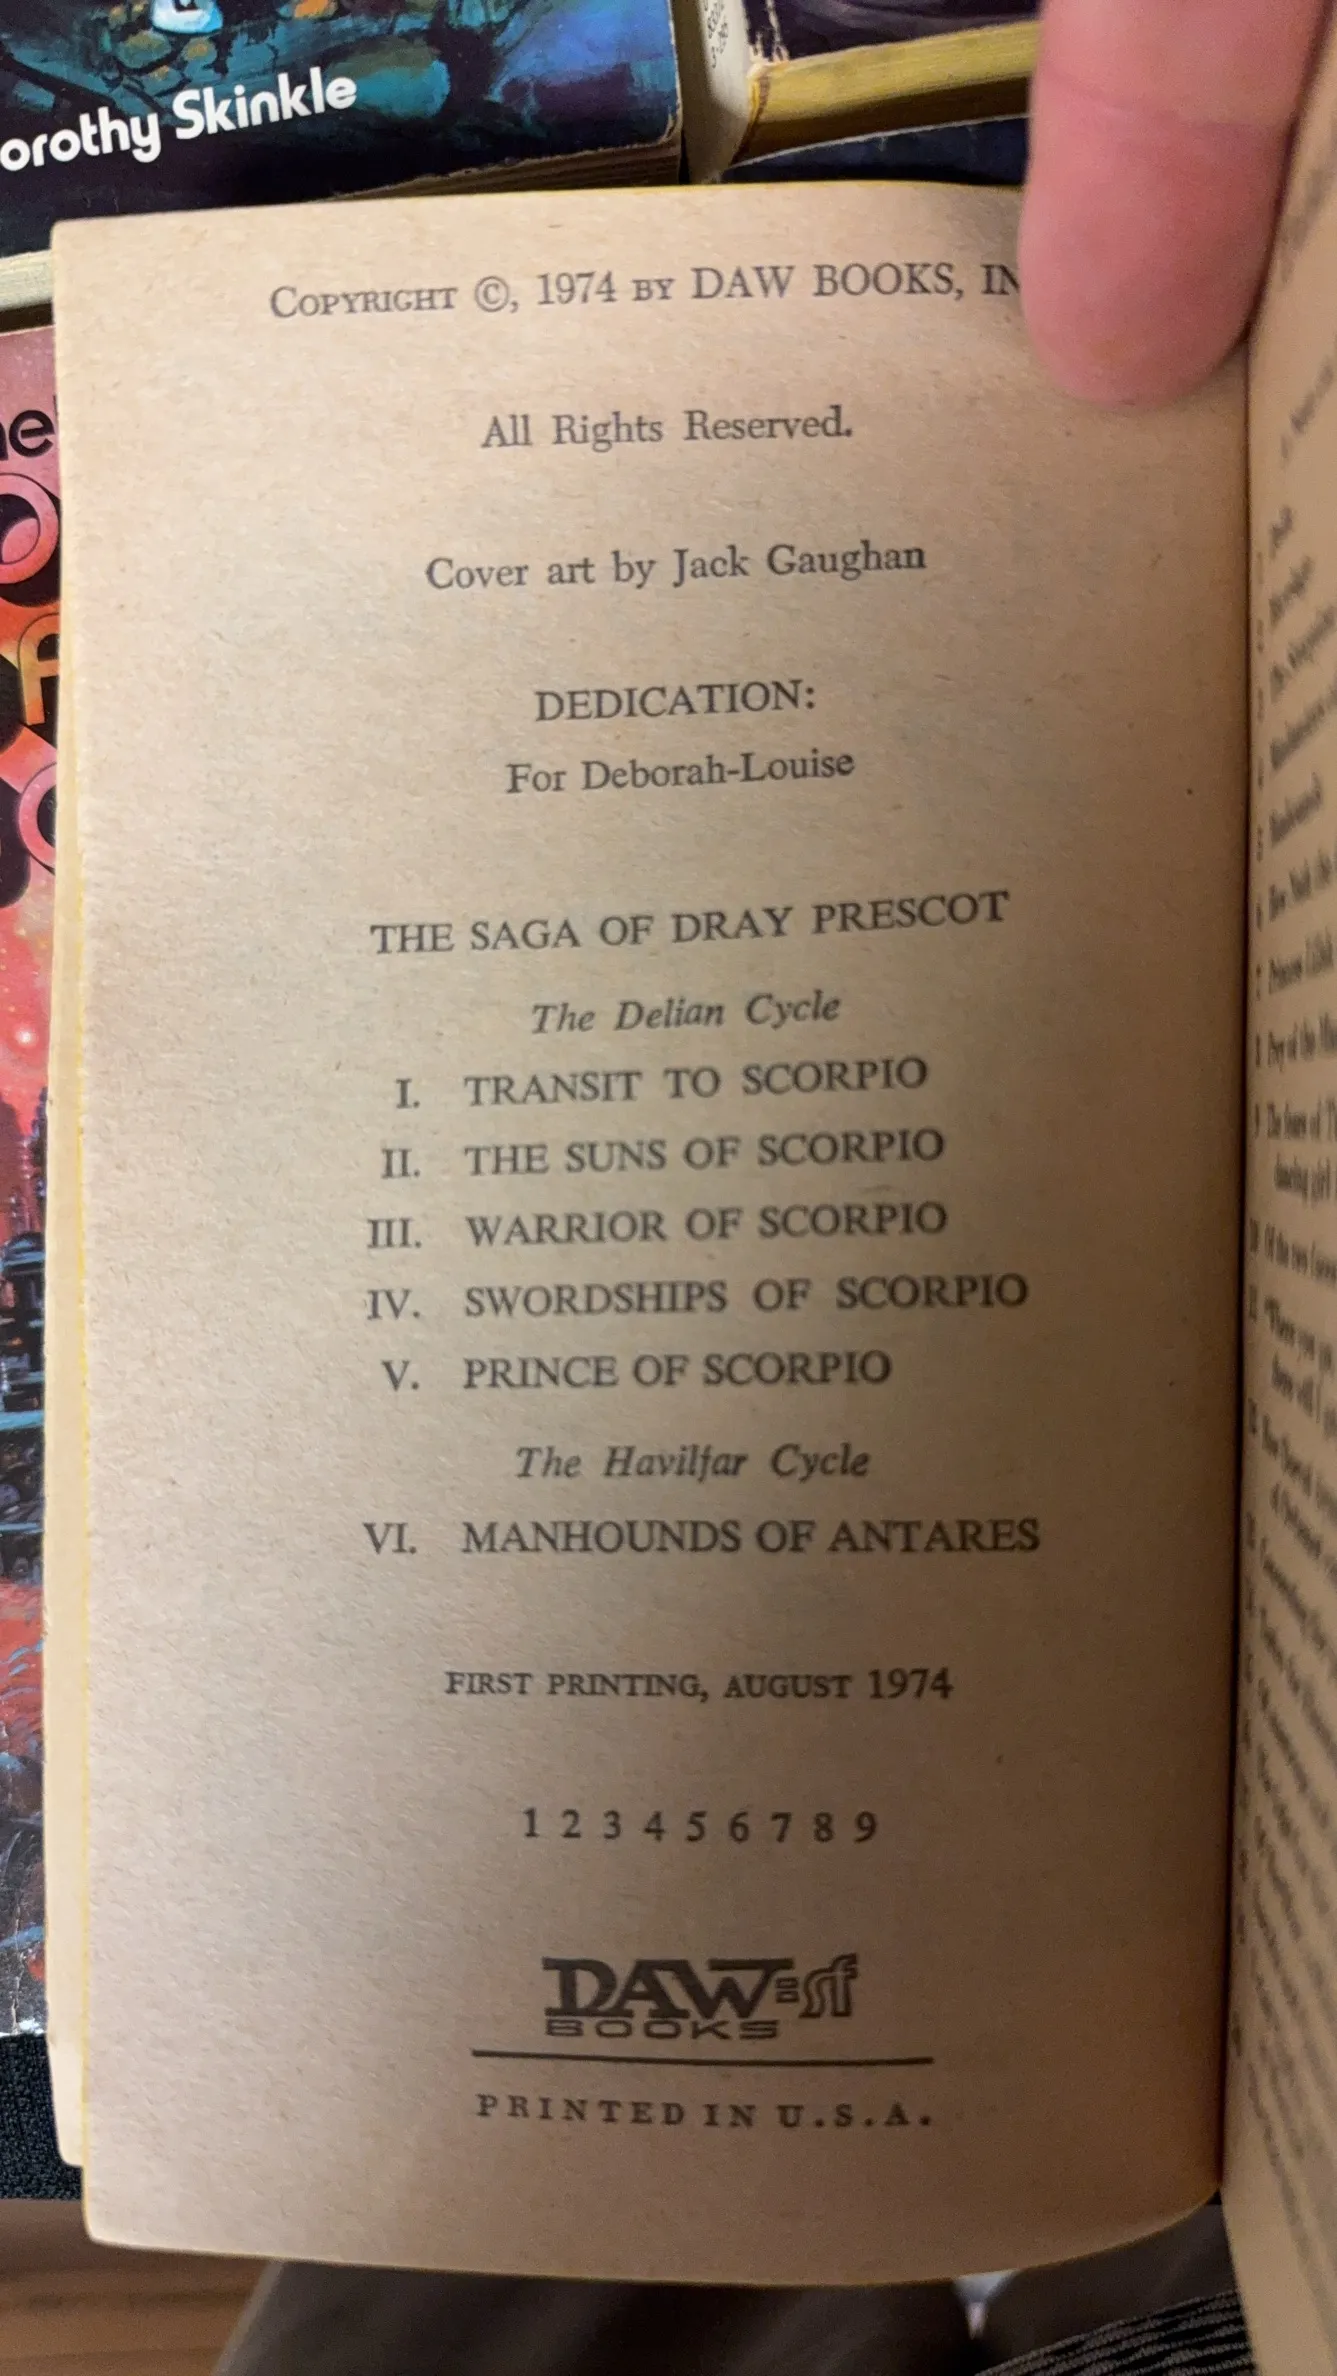 Skinkle
COPYRIGHT ©, 1974 BY DAW BOOKS,
All Rights Reserved.
Cover art by Jack Gaughan
DEDICATION:
For Deborah-Louise
THE SAGA OF DRAY PRESCOT
The Delian Cycle
I. TRANSIT TO SCORPIO
II. THE SUNS OF SCORPIO
III. WARRIOR OF SCORPIO
IV. SWORDSHIPS OF SCORPIO
V. PRINCE OF SCORPIO
The Havilfar Cycle
VI. MANHOUNDS OF ANTARES
FIRST PRINTING, AUGUST 1974
1 2 3 4 5 6 7 8 9
DAW=sf
BOOKS
PRINTED IN U.S.A.